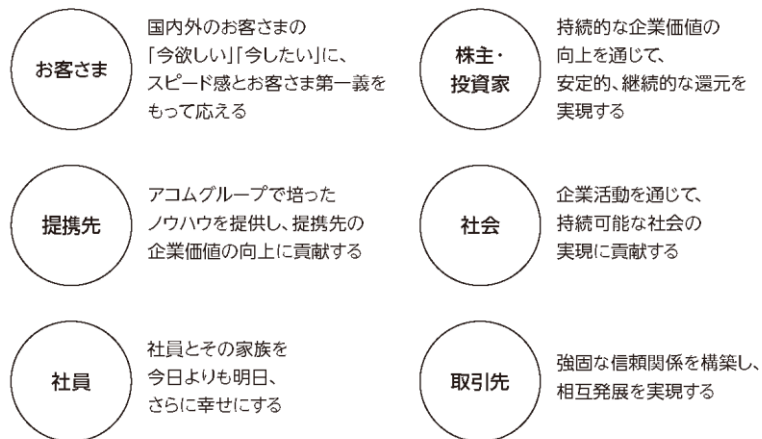 お客さま
国内外のお客さまの
「今欲しい」「今したい」に、
スピード感とお客さま第一義を
もって応える
株主・
投資家
持続的な企業価値の
向上を通じて、
安定的、継続的な還元を
実現する
提携先
アコムグループで培った
ノウハウを提供し、提携先の
企業価値の向上に貢献する
社会
企業活動を通じて、
持続可能な社会の
実現に貢献する
社員
社員とその家族を
今日よりも明日、
さらに幸せにする
取引先
強固な信頼関係を構築し、
相互発展を実現する